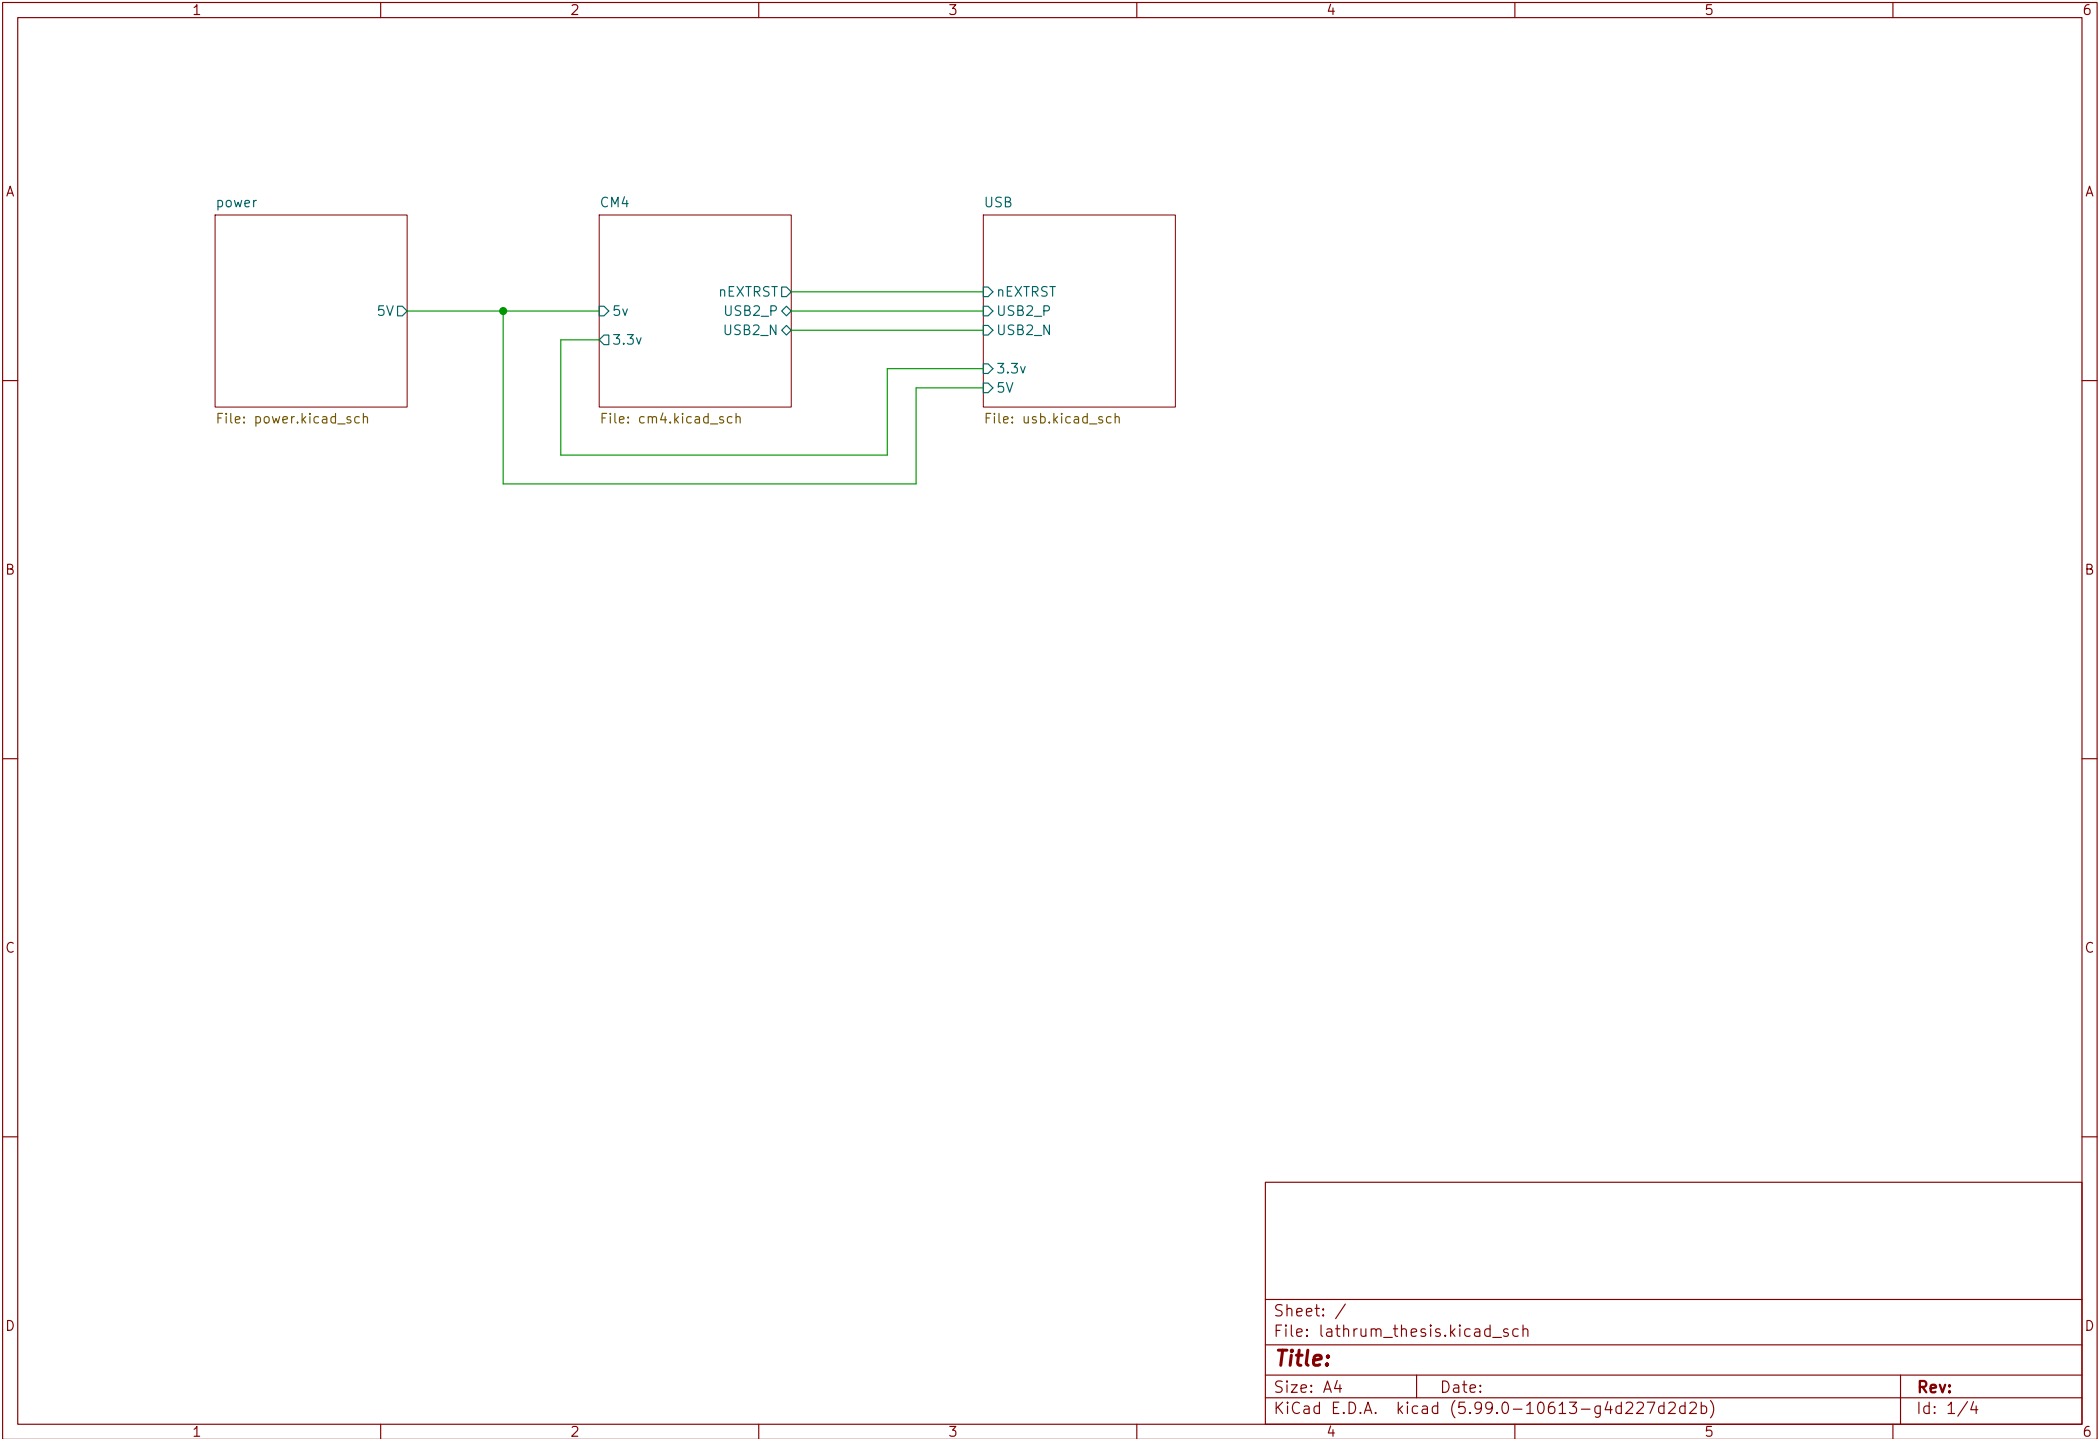 1 2 3 4 5 6
A A
power CM4 USB
nEXTRST nEXTRST
5V 5v USB2_P USB2_P
USB2_N USB2_N
3.3v
3.3v
5V
File: power.kicad_sch File: cm4.kicad_sch File: usb.kicad_sch
B B
C C
Sheet: /
D D
File: lathrum_thesis.kicad_sch
Title:
Size: A4 Date: Rev:
KiCad E.D.A. kicad (5.99.0-10613-g4d227d2d2b) Id: 1/4
1 2 3 4 5 6